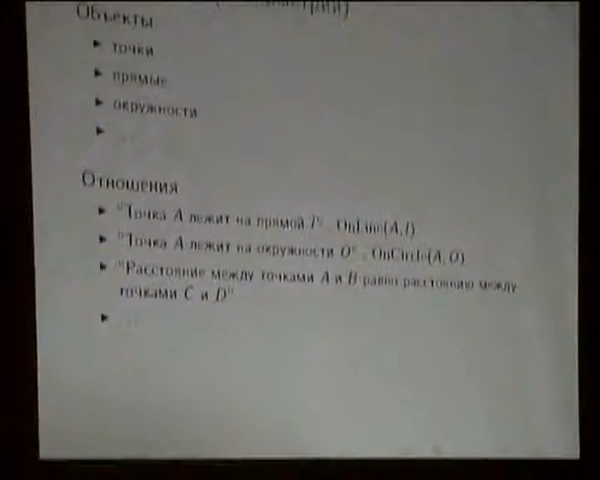 Объекты
▶ точки
▶ прямые
▶ окружности
▶ ...
Отношения
▶ "Точка A лежит на прямой l" - OnLine(A, l)
▶ "Точка A лежит на окружности O" - OnCircle(A, O)
▶ "Расстояние между точками A и B равно расстоянию между
точками C и D"
▶ ...